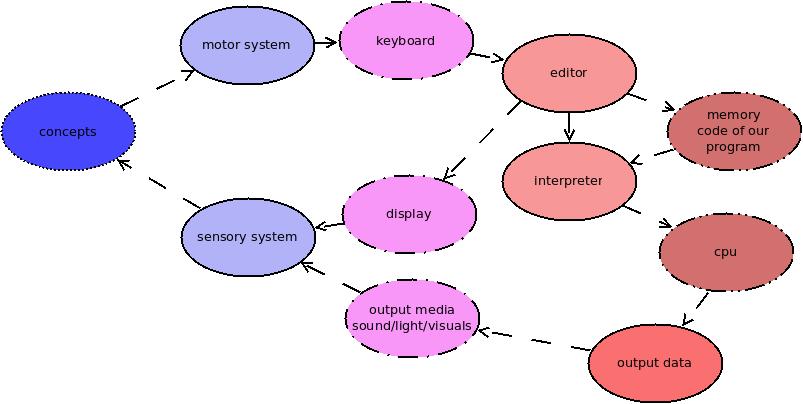 motor system
keyboard
editor
memory
code of our
program
concepts
interpreter
display
sensory system
cpu
output media
sound/light/visuals
output data